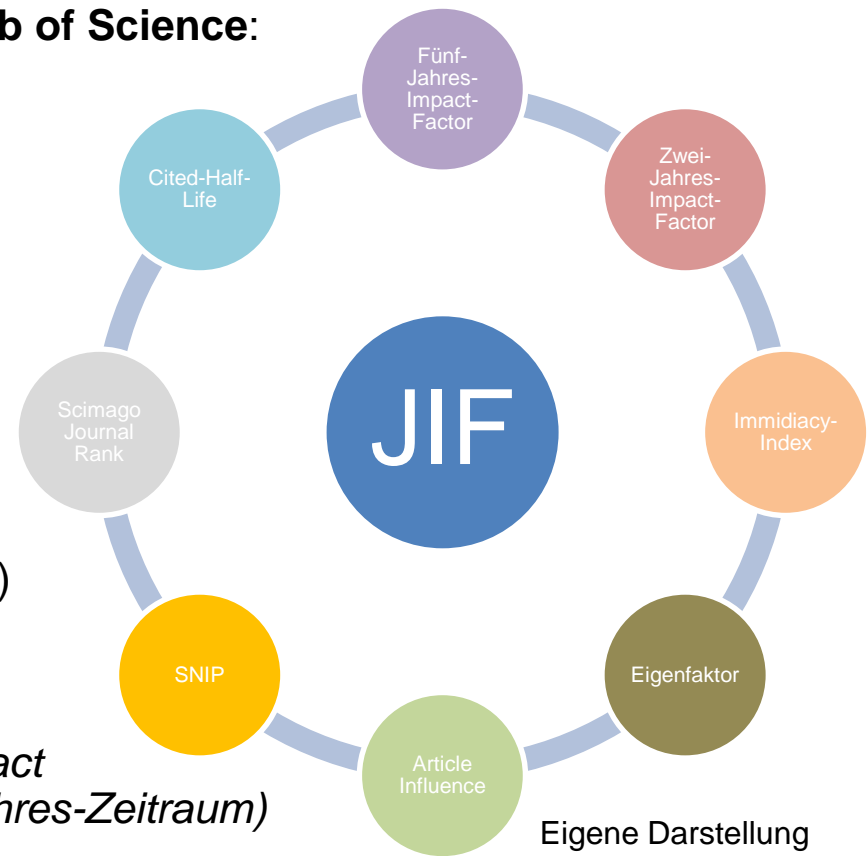 b of Science:
Fünf-
Jahres-
Impact-
Factor
Zwei-
Jahres-
Impact-
Factor
Immidiacy-
Index
Eigenfaktor
Article
Influence
SNIP
Scimago
Journal
Rank
Cited-Half-
Life
JIF
)
act
hres-Zeitraum)
Eigene Darstellung